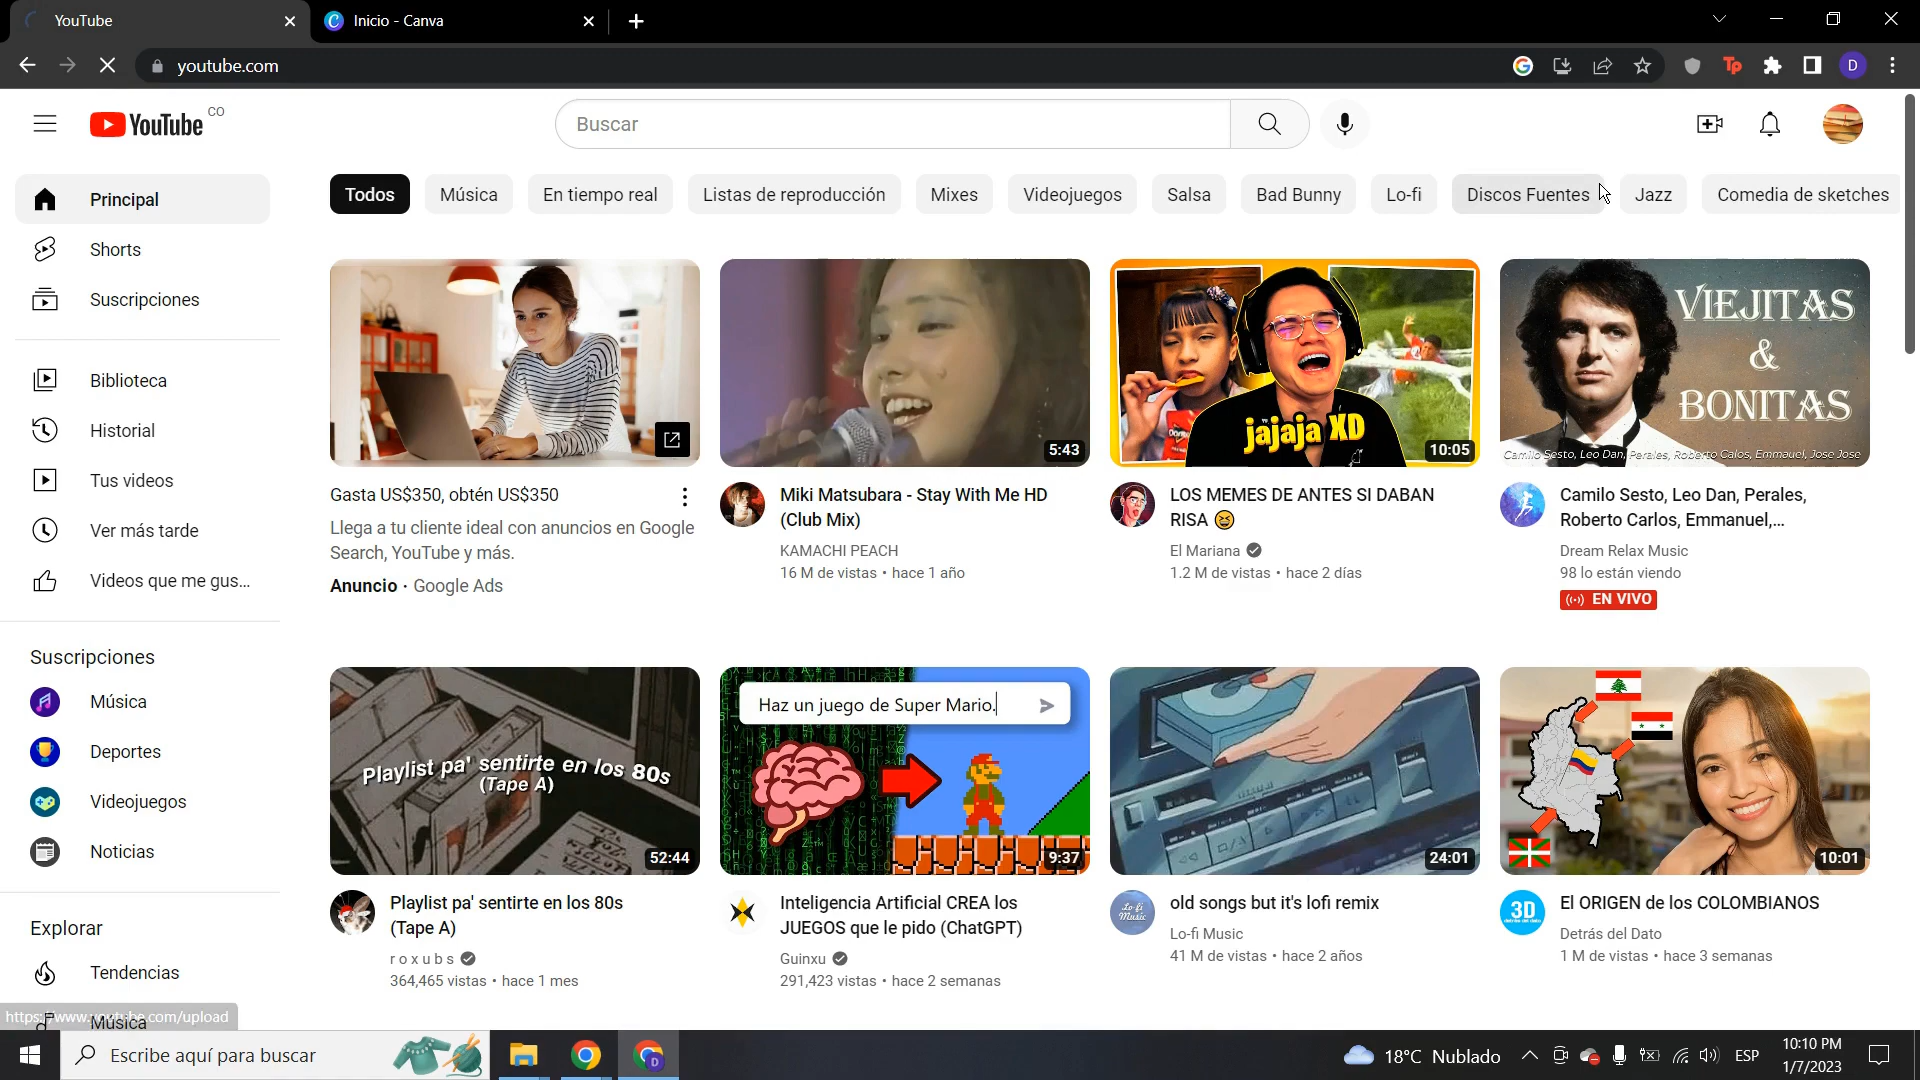 YouTube
Inicio - Canva
youtube.com
Tp
D
YouTube CO
Buscar
Principal
Shorts
Suscripciones
Biblioteca
Historial
Tus videos
Ver más tarde
Videos que me gus...
Suscripciones
Música
Deportes
Videojuegos
Noticias
Explorar
Tendencias
Música
Todos
Música
En tiempo real
Listas de reproducción
Mixes
Videojuegos
Salsa
Bad Bunny
Lo-fi
Discos Fuentes
Jazz
Comedia de sketches
Gasta US$350, obtén US$350
Llega a tu cliente ideal con anuncios en Google
Search, YouTube y más.
Anuncio · Google Ads
5:43
Miki Matsubara - Stay With Me HD
(Club Mix)
KAMACHI PEACH
16 M de vistas • hace 1 año
jajaja XD
10:05
LOS MEMES DE ANTES SI DABAN
RISA 😆
El Mariana
1.2 M de vistas • hace 2 días
VIEJITAS
&
BONITAS
Camilo Sesto, Leo Dan, Perales, Roberto Calos, Emmauel, Jose Jose
Camilo Sesto, Leo Dan, Perales,
Roberto Carlos, Emmanuel,...
Dream Relax Music
98 lo están viendo
EN VIVO
Playlist pa' sentirte en los 80s
(Tape A)
52:44
Playlist pa' sentirte en los 80s
(Tape A)
r o x u b s
364,465 vistas • hace 1 mes
Haz un juego de Super Mario.
9:37
Inteligencia Artificial CREA los
JUEGOS que le pido (ChatGPT)
Guinxu
291,423 vistas • hace 2 semanas
24:01
Lo-fi
Music
old songs but it's lofi remix
Lo-fi Music
41 M de vistas • hace 2 años
10:01
3D
El ORIGEN de los COLOMBIANOS
Detrás del Dato
1 M de vistas • hace 3 semanas
https://www.youtube.com/upload
Escribe aquí para buscar
D
18°C Nublado
ESP
10:10 PM
1/7/2023